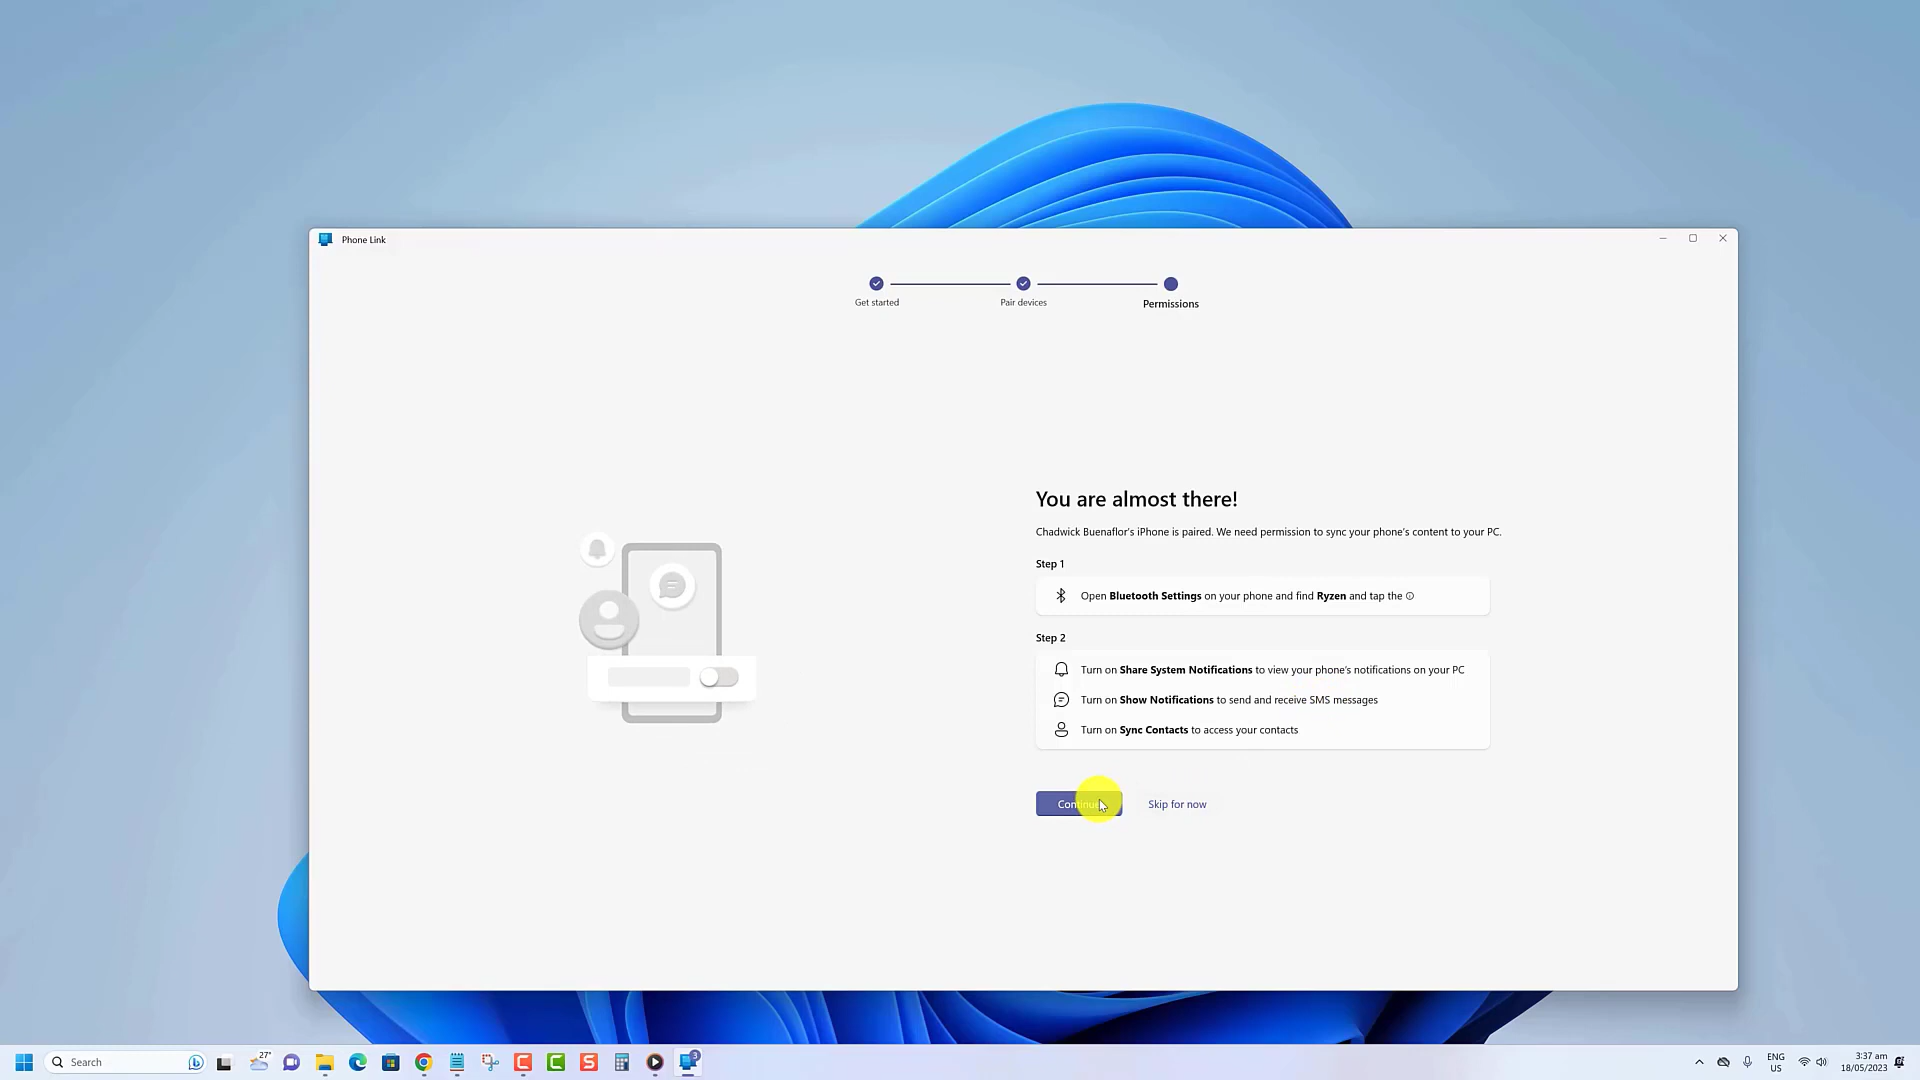 Phone Link
Get started
Pair devices
Permissions
You are almost there!
Chadwick Buenaflor's iPhone is paired. We need permission to sync your phone's content to your PC.
Step 1
Open Bluetooth Settings on your phone and find Ryzen and tap the
Step 2
Turn on Share System Notifications to view your phone's notifications on your PC
Turn on Show Notifications to send and receive SMS messages
Turn on Sync Contacts to access your contacts
Continue
Skip for now
Search
27°
3
ENG
US
3:37 am
18/05/2023